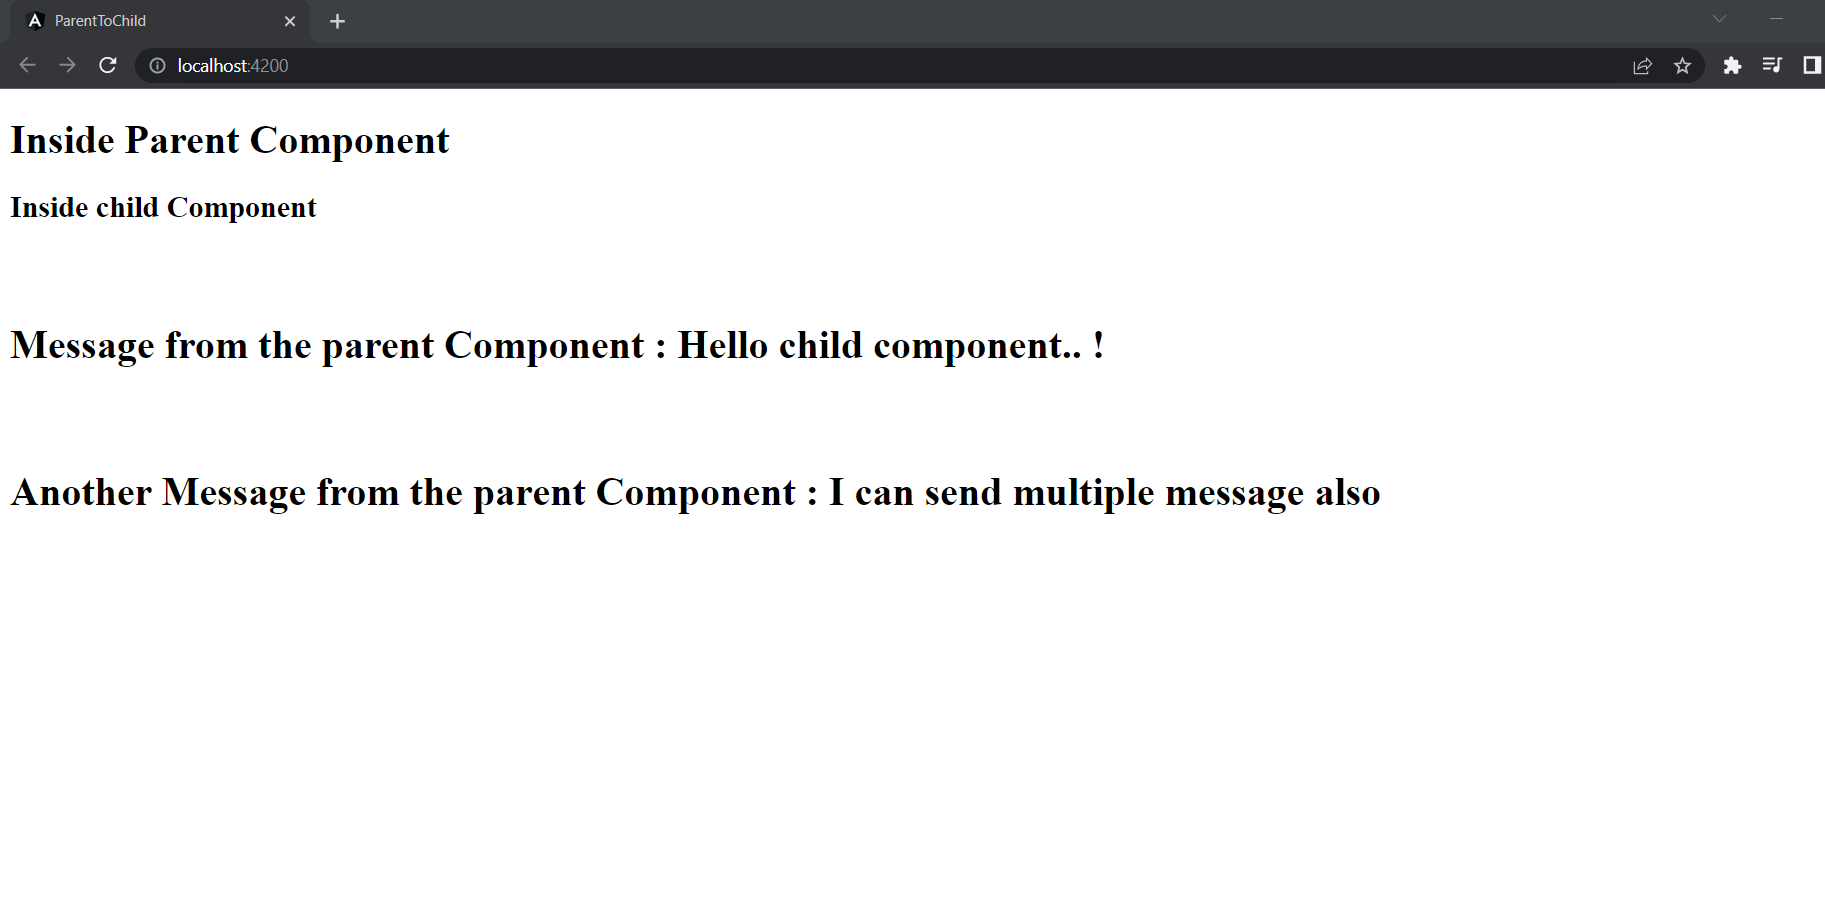 ParentToChild
localhost:4200
Inside Parent Component
Inside child Component
Message from the parent Component : Hello child component.. !
Another Message from the parent Component : I can send multiple message also